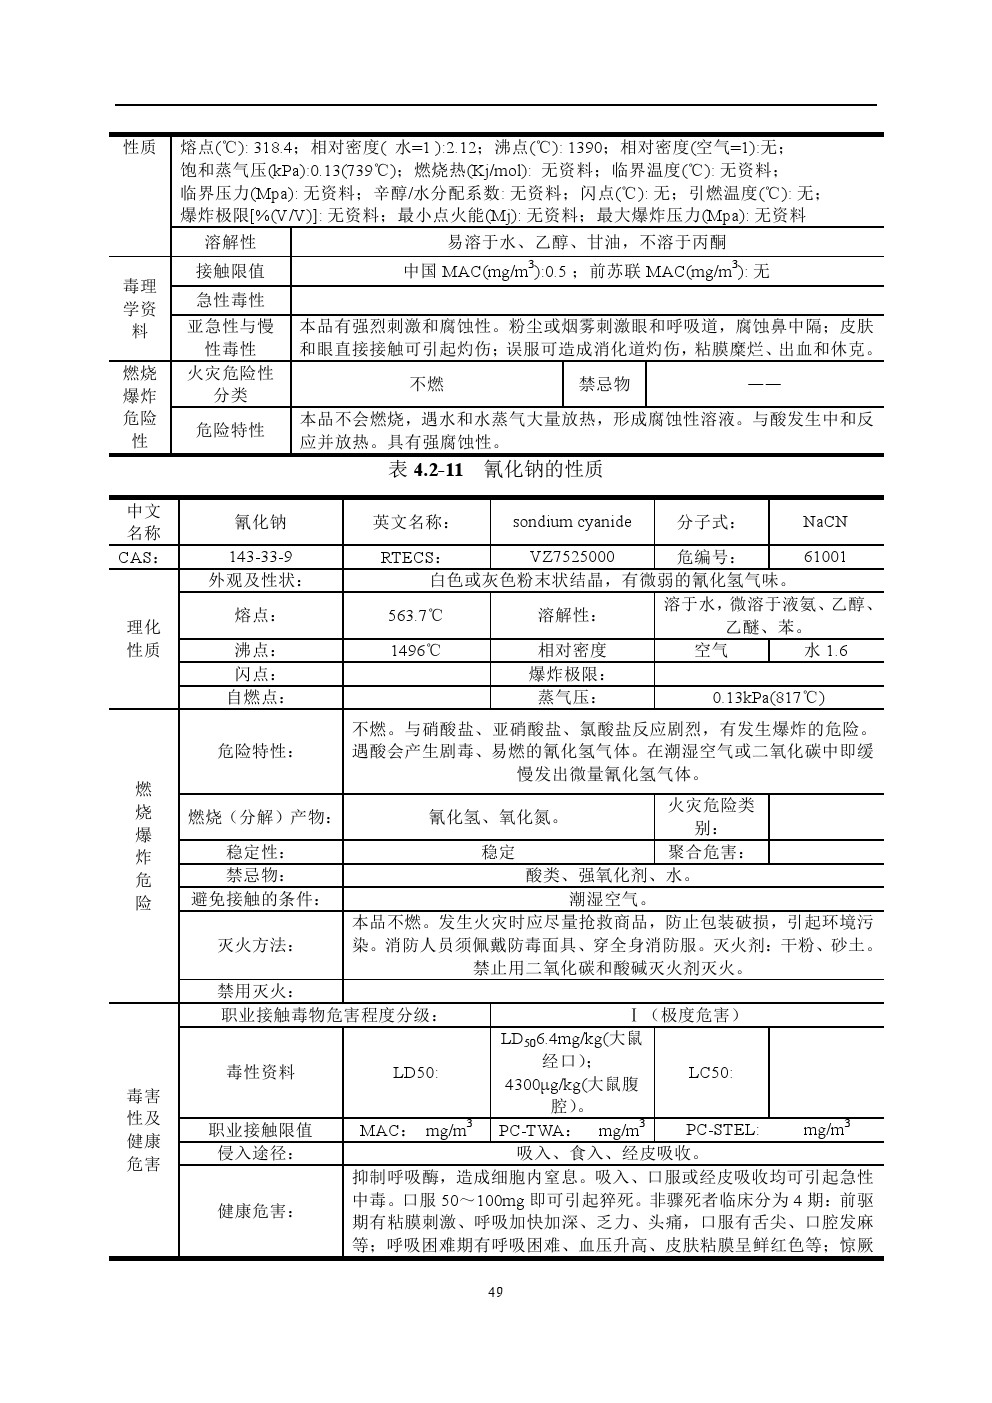 性质 熔点(℃): 318.4；相对密度( 水=1 ):2.12；沸点(℃): 1390；相对密度(空气=1):无；
饱和蒸气压(kPa):0.13(739℃)；燃烧热(Kj/mol): 无资料；临界温度(℃): 无资料；
临界压力(Mpa): 无资料；辛醇/水分配系数: 无资料；闪点(℃): 无；引燃温度(℃): 无；
爆炸极限[%(V/V)]: 无资料；最小点火能(Mj): 无资料；最大爆炸压力(Mpa): 无资料
溶解性 易溶于水、乙醇、甘油，不溶于丙酮
毒理
学资
料
接触限值 中国 MAC(mg/m3):0.5 ；前苏联 MAC(mg/m3): 无
急性毒性
亚急性与慢
性毒性
本品有强烈刺激和腐蚀性。粉尘或烟雾刺激眼和呼吸道，腐蚀鼻中隔；皮肤
和眼直接接触可引起灼伤；误服可造成消化道灼伤，粘膜糜烂、出血和休克。
燃烧
爆炸
危险
性
火灾危险性
分类
不燃 禁忌物 ——
危险特性
本品不会燃烧，遇水和水蒸气大量放热，形成腐蚀性溶液。与酸发生中和反
应并放热。具有强腐蚀性。
表 4.2-11 氰化钠的性质
中文
名称
氰化钠 英文名称： sondium cyanide 分子式： NaCN
CAS： 143-33-9 RTECS： VZ7525000 危编号： 61001
理化
性质
外观及性状： 白色或灰色粉末状结晶，有微弱的氰化氢气味。
熔点： 563.7℃ 溶解性：
溶于水，微溶于液氨、乙醇、
乙醚、苯。
沸点： 1496℃ 相对密度 空气 水 1.6
闪点： 爆炸极限：
自燃点： 蒸气压： 0.13kPa(817℃)
燃
烧
爆
炸
危
险
危险特性：
不燃。与硝酸盐、亚硝酸盐、氯酸盐反应剧烈，有发生爆炸的危险。
遇酸会产生剧毒、易燃的氰化氢气体。在潮湿空气或二氧化碳中即缓
慢发出微量氰化氢气体。
燃烧（分解）产物： 氰化氢、氧化氮。
火灾危险类
别：
稳定性： 稳定 聚合危害：
禁忌物： 酸类、强氧化剂、水。
避免接触的条件： 潮湿空气。
灭火方法：
本品不燃。发生火灾时应尽量抢救商品，防止包装破损，引起环境污
染。消防人员须佩戴防毒面具、穿全身消防服。灭火剂：干粉、砂土。
禁止用二氧化碳和酸碱灭火剂灭火。
禁用灭火：
毒害
性及
健康
危害
职业接触毒物危害程度分级： Ⅰ（极度危害）
毒性资料 LD50:
LD506.4mg/kg(大鼠
经口)；
4300μg/kg(大鼠腹
腔)。
LC50:
职业接触限值 MAC： mg/m3 PC-TWA： mg/m3 PC-STEL: mg/m3
侵入途径： 吸入、食入、经皮吸收。
健康危害：
抑制呼吸酶，造成细胞内窒息。吸入、口服或经皮吸收均可引起急性
中毒。口服 50～100mg 即可引起猝死。非骤死者临床分为 4 期：前驱
期有粘膜刺激、呼吸加快加深、乏力、头痛，口服有舌尖、口腔发麻
等；呼吸困难期有呼吸困难、血压升高、皮肤粘膜呈鲜红色等；惊厥
49